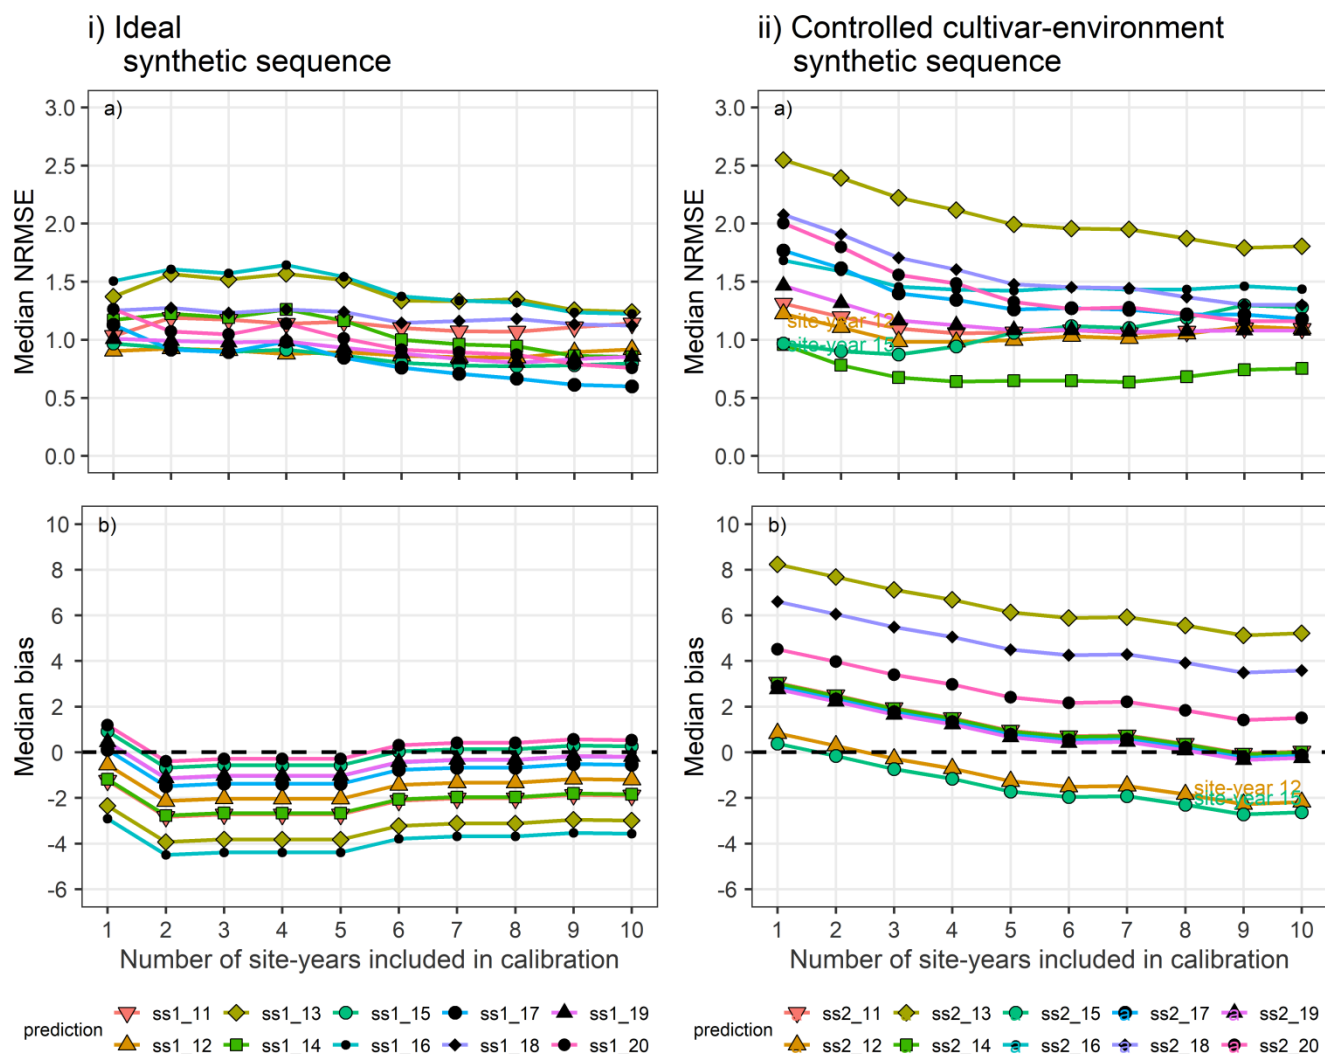 i) Ideal
synthetic sequence
ii) Controlled cultivar-environment
synthetic sequence
a)
3.0
2.5
2.0
1.5
1.0
0.5
0.0
Median NRMSE
a)
3.0
2.5
2.0
1.5
1.0
0.5
0.0
Median NRMSE
site-year 12
site-year 15
b)
10
8
6
4
2
0
-2
-4
-6
Median bias
1 2 3 4 5 6 7 8 9 10
Number of site-years included in calibration
b)
10
8
6
4
2
0
-2
-4
-6
Median bias
site-year 12
site-year 15
1 2 3 4 5 6 7 8 9 10
Number of site-years included in calibration
prediction
ss1_11 ss1_13 ss1_15 ss1_17 ss1_19
ss1_12 ss1_14 ss1_16 ss1_18 ss1_20
prediction
ss2_11 ss2_13 ss2_15 ss2_17 ss2_19
ss2_12 ss2_14 ss2_16 ss2_18 ss2_20